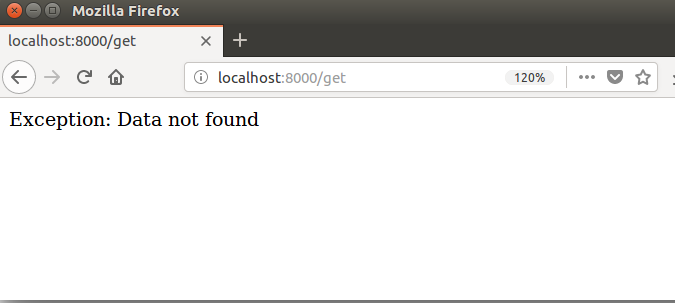 Mozilla Firefox
localhost:8000/get
localhost:8000/get
120%
Exception: Data not found